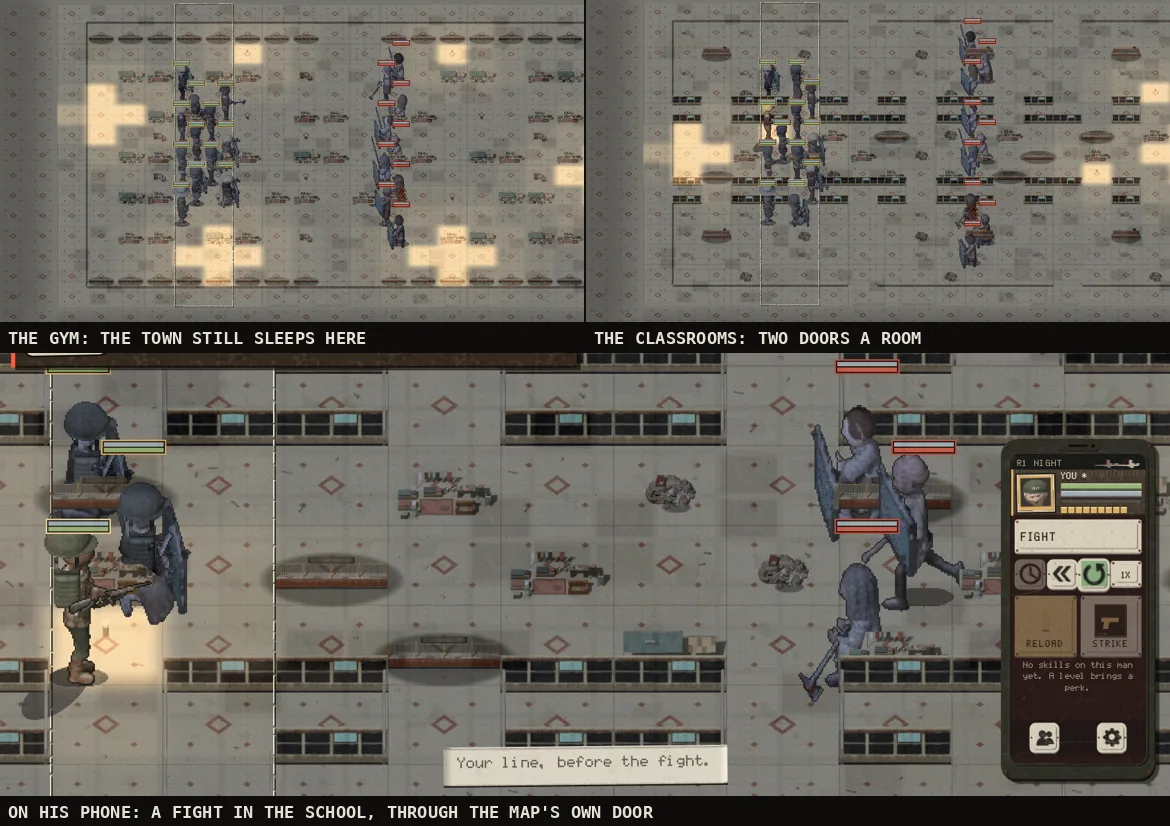 THE GYM: THE TOWN STILL SLEEPS HERE
THE CLASSROOMS: TWO DOORS A ROOM
R1 NIGHT
YOU *
FIGHT
1X
RELOAD
STRIKE
No skills on this man
yet. A level brings a
perk.
Your line, before the fight.
ON HIS PHONE: A FIGHT IN THE SCHOOL, THROUGH THE MAP'S OWN DOOR